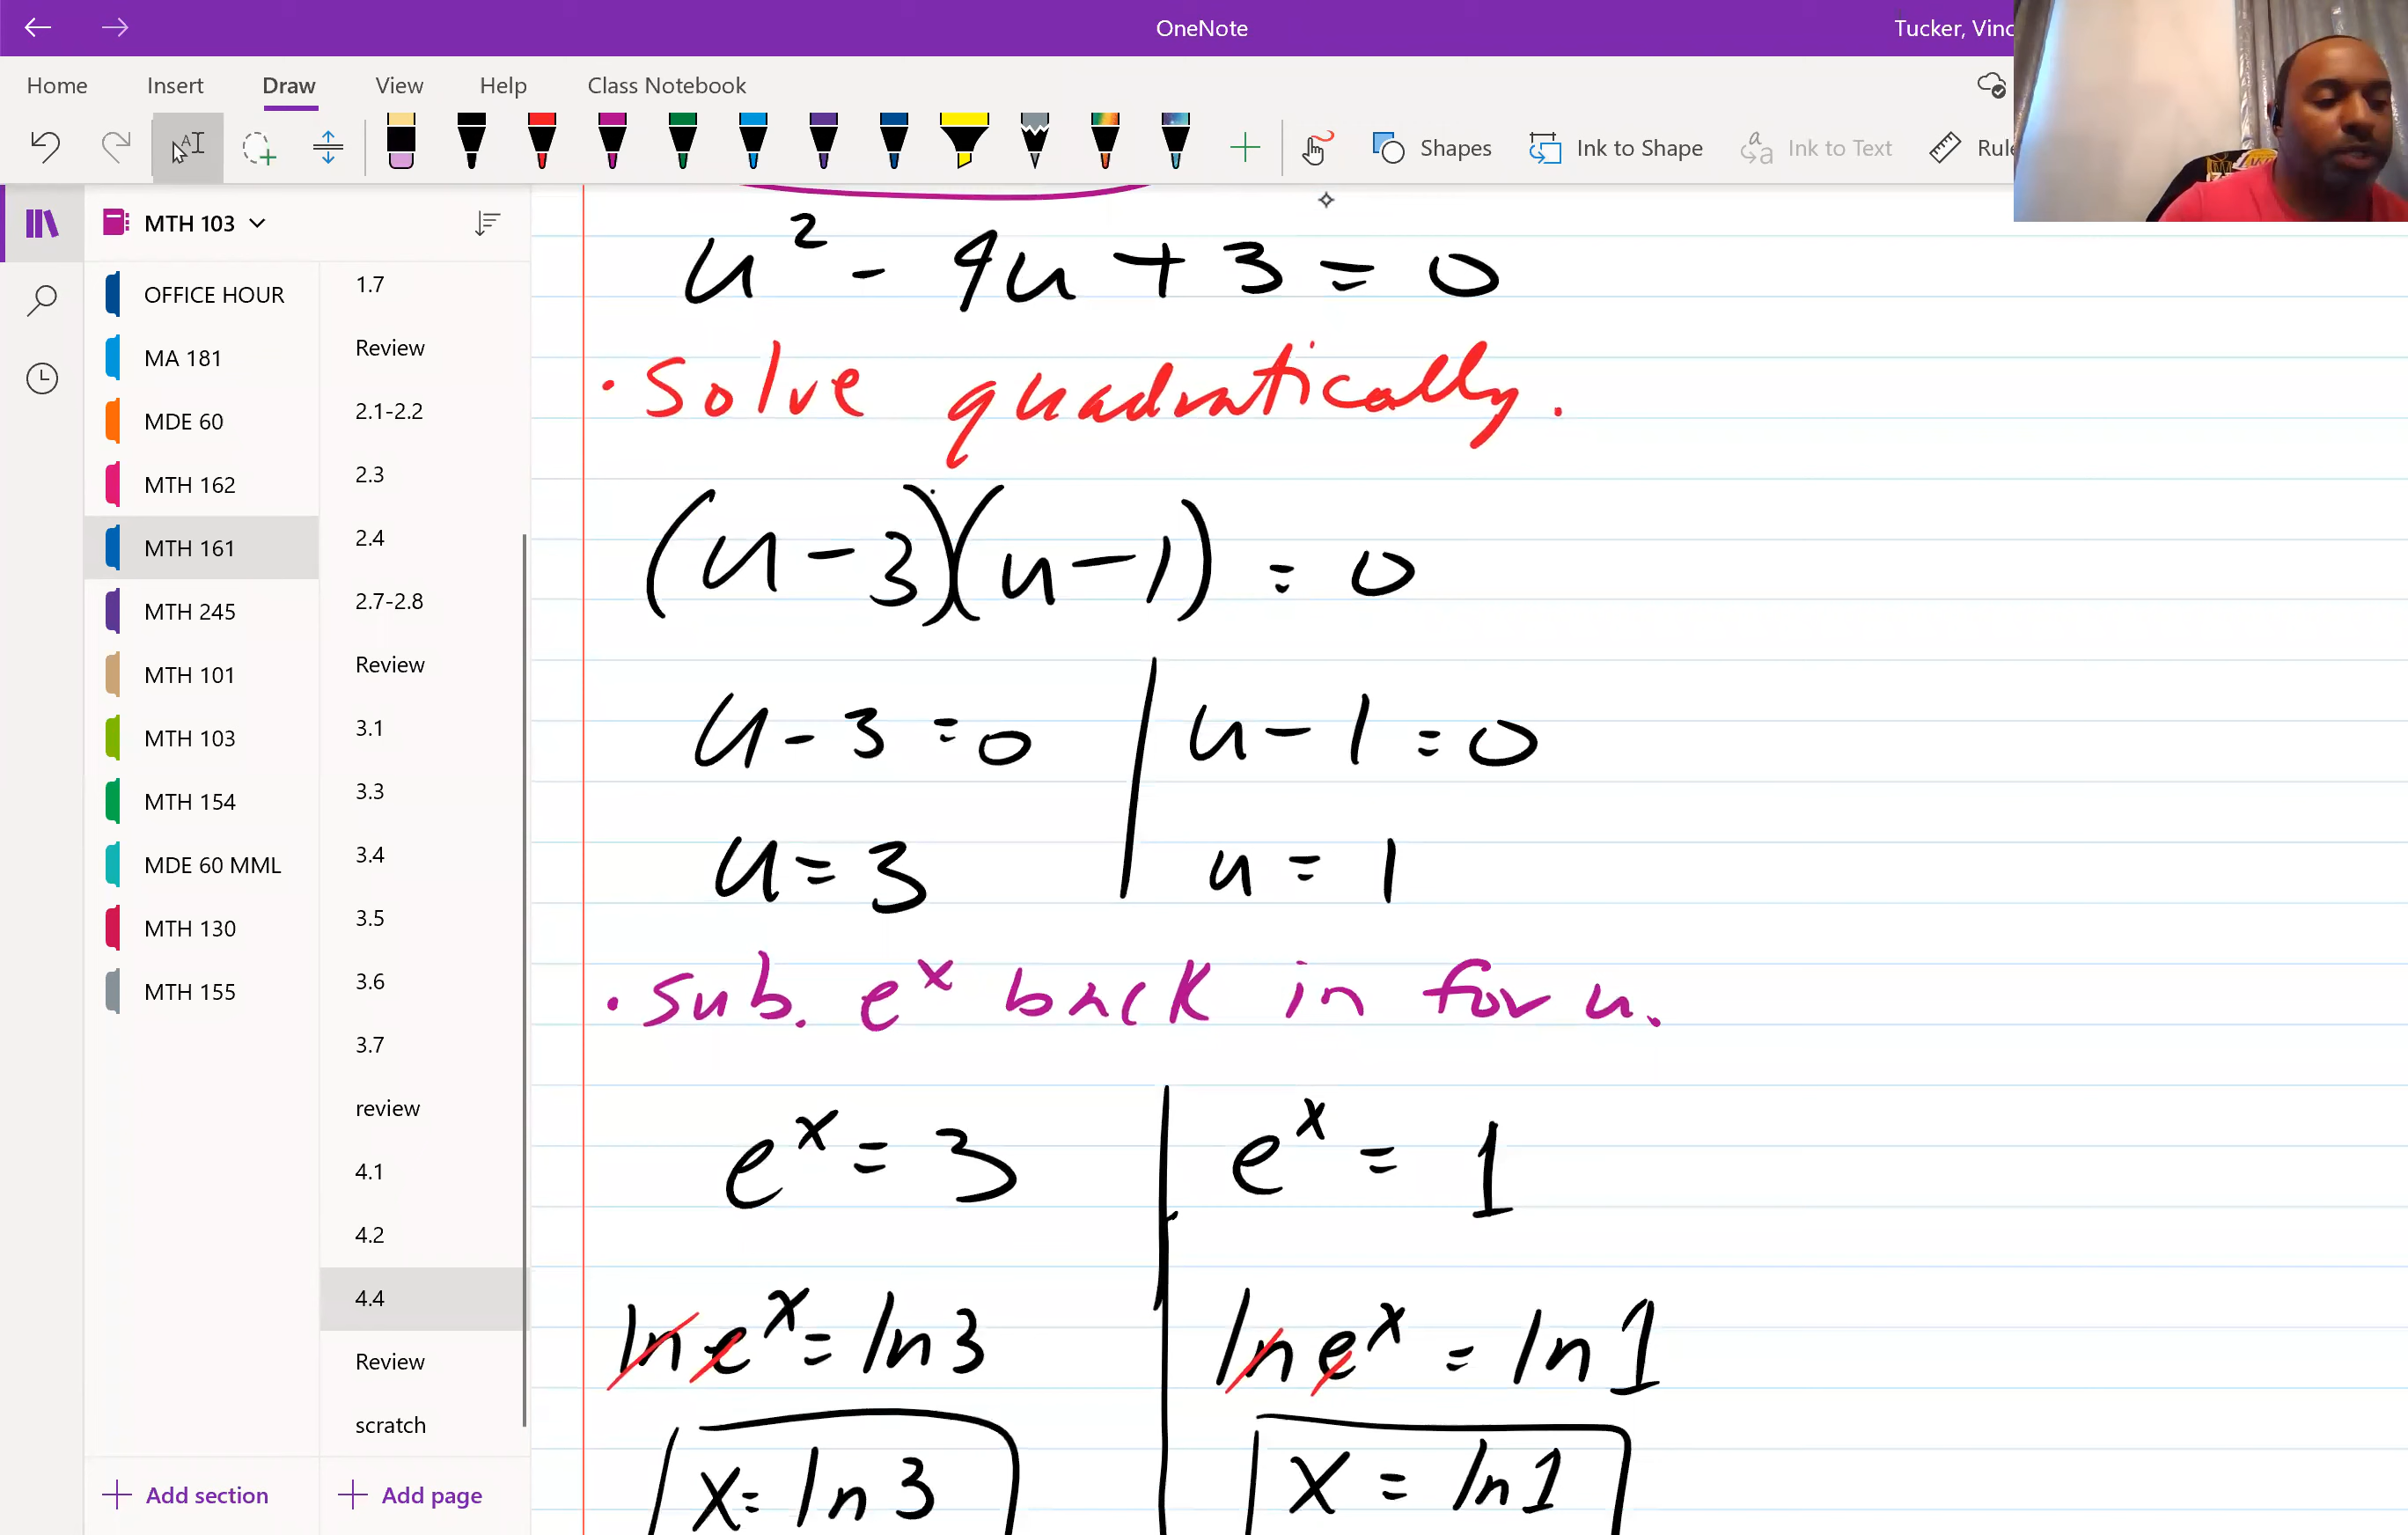 OneNote
Tucker, Vinc
Home Insert Draw View Help Class Notebook
Shapes Ink to Shape Ink to Text Rule
MTH 103
OFFICE HOUR
MA 181
MDE 60
MTH 162
MTH 161
MTH 245
MTH 101
MTH 103
MTH 154
MDE 60 MML
MTH 130
MTH 155
Add section
1.7
Review
2.1-2.2
2.3
2.4
2.7-2.8
Review
3.1
3.3
3.4
3.5
3.6
3.7
review
4.1
4.2
4.4
Review
scratch
Add page
u² - 4u + 3 = 0
• Solve quadratically.
(u - 3)(u - 1) = 0
u - 3 = 0 | u - 1 = 0
u = 3 | u = 1
• sub. eˣ back in for u.
eˣ = 3 | eˣ = 1
ln eˣ = ln 3 | ln eˣ = ln 1
x = ln 3 | x = ln 1